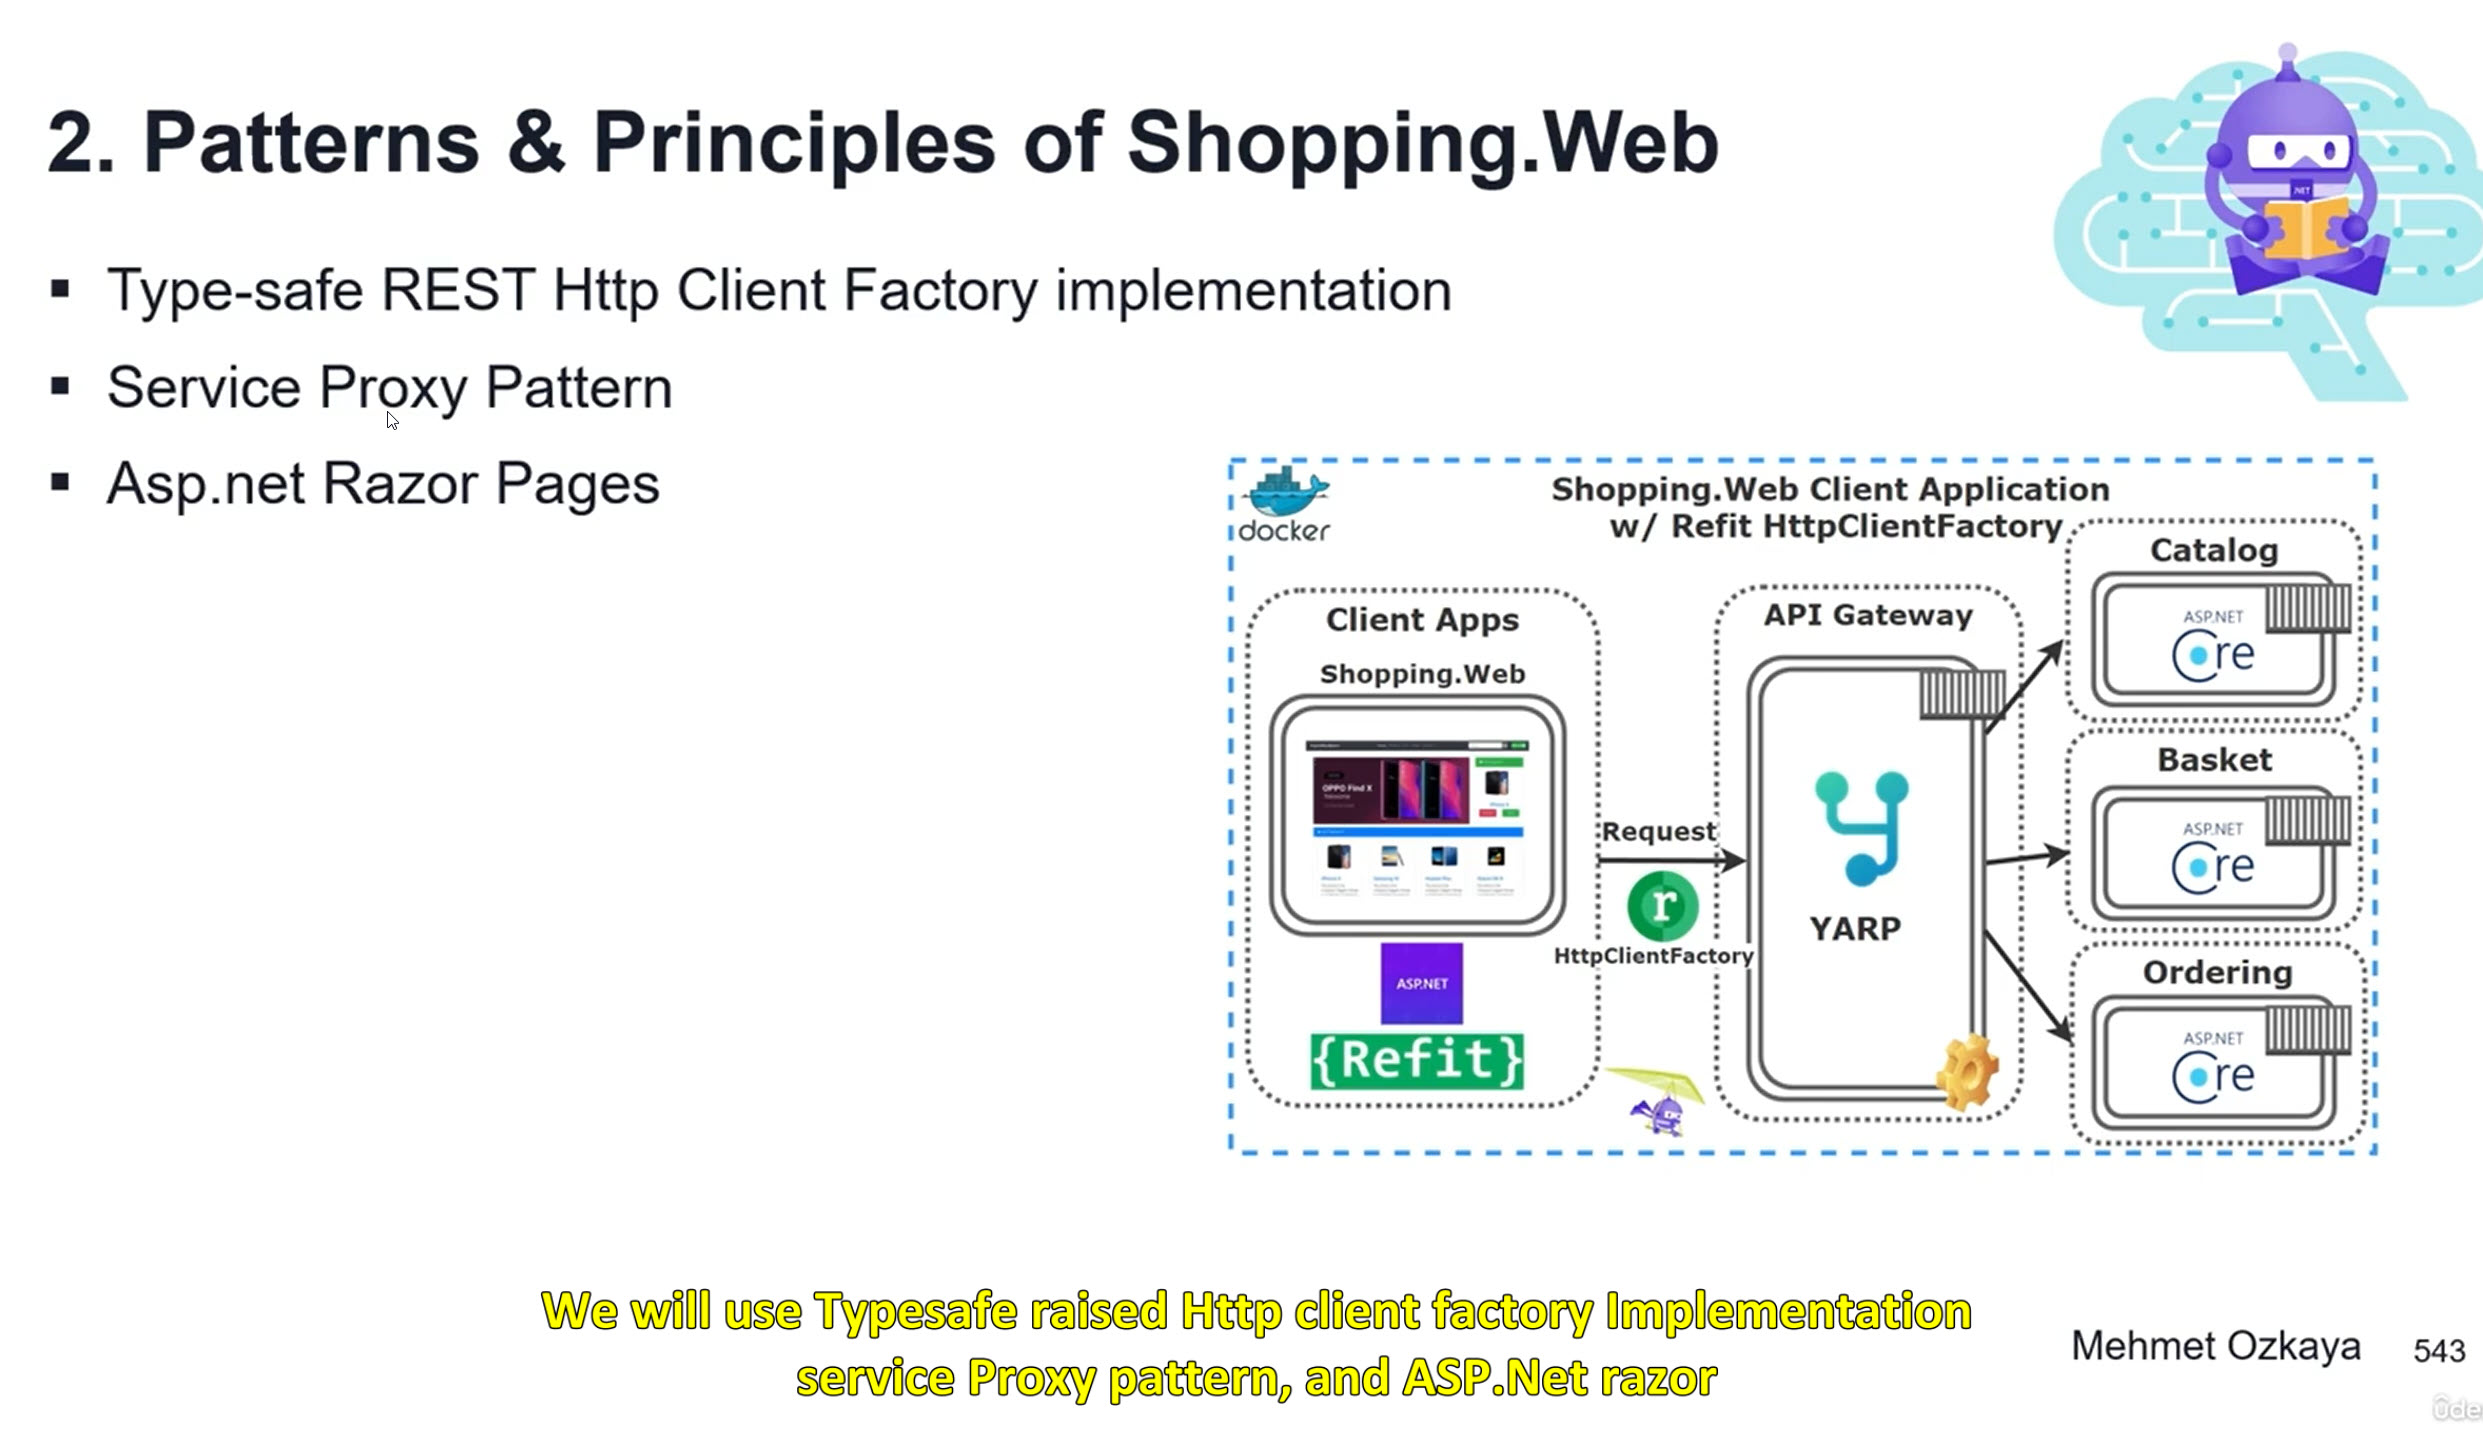 2. Patterns & Principles of Shopping.Web
.NET
▪ Type-safe REST Http Client Factory implementation
▪ Service Proxy Pattern
▪ Asp.net Razor Pages
docker
Shopping.Web Client Application
w/ Refit HttpClientFactory
Client Apps
Shopping.Web
OPPO Find X
ASP.NET
{Refit}
Request
r
HttpClientFactory
API Gateway
YARP
Catalog
ASP.NET
Core
Basket
ASP.NET
Core
Ordering
ASP.NET
Core
We will use Typesafe raised Http client factory Implementation
service Proxy pattern, and ASP.Net razor
Mehmet Ozkaya 543